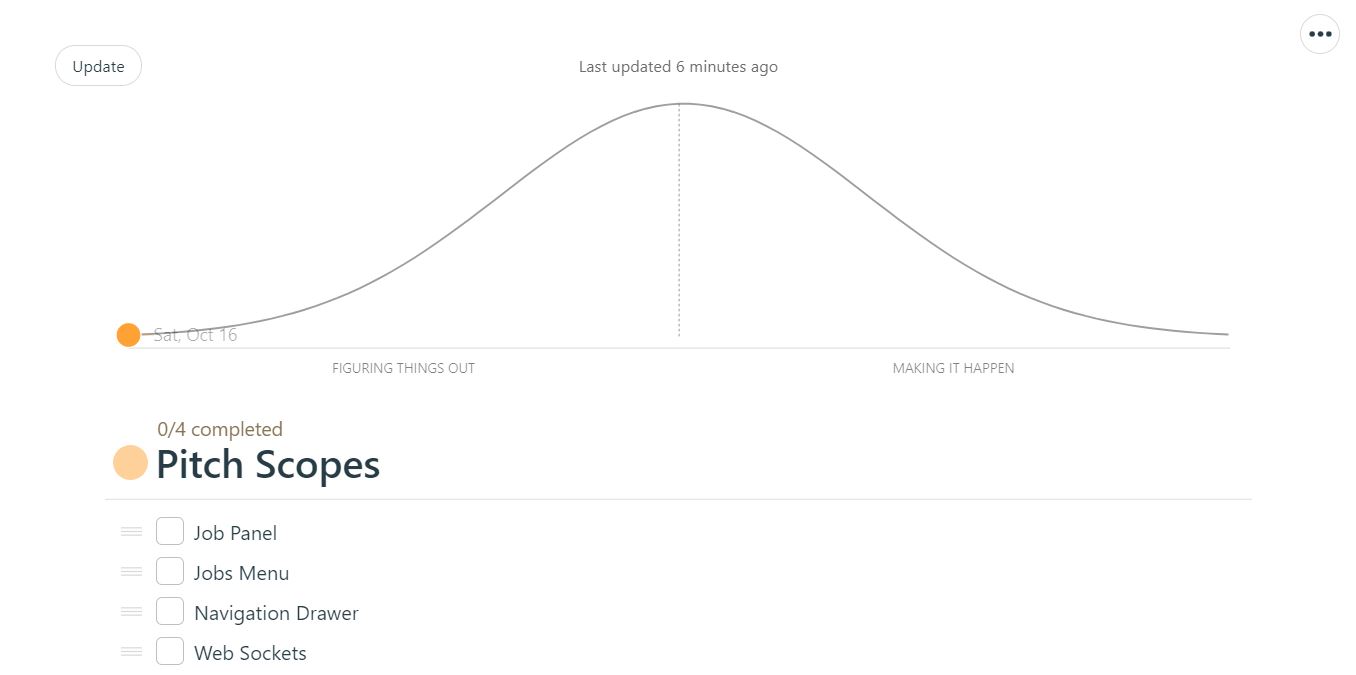 Update
Last updated 6 minutes ago
Sat, Oct 16
FIGURING THINGS OUT
MAKING IT HAPPEN
0/4 completed
Pitch Scopes
Job Panel
Jobs Menu
Navigation Drawer
Web Sockets